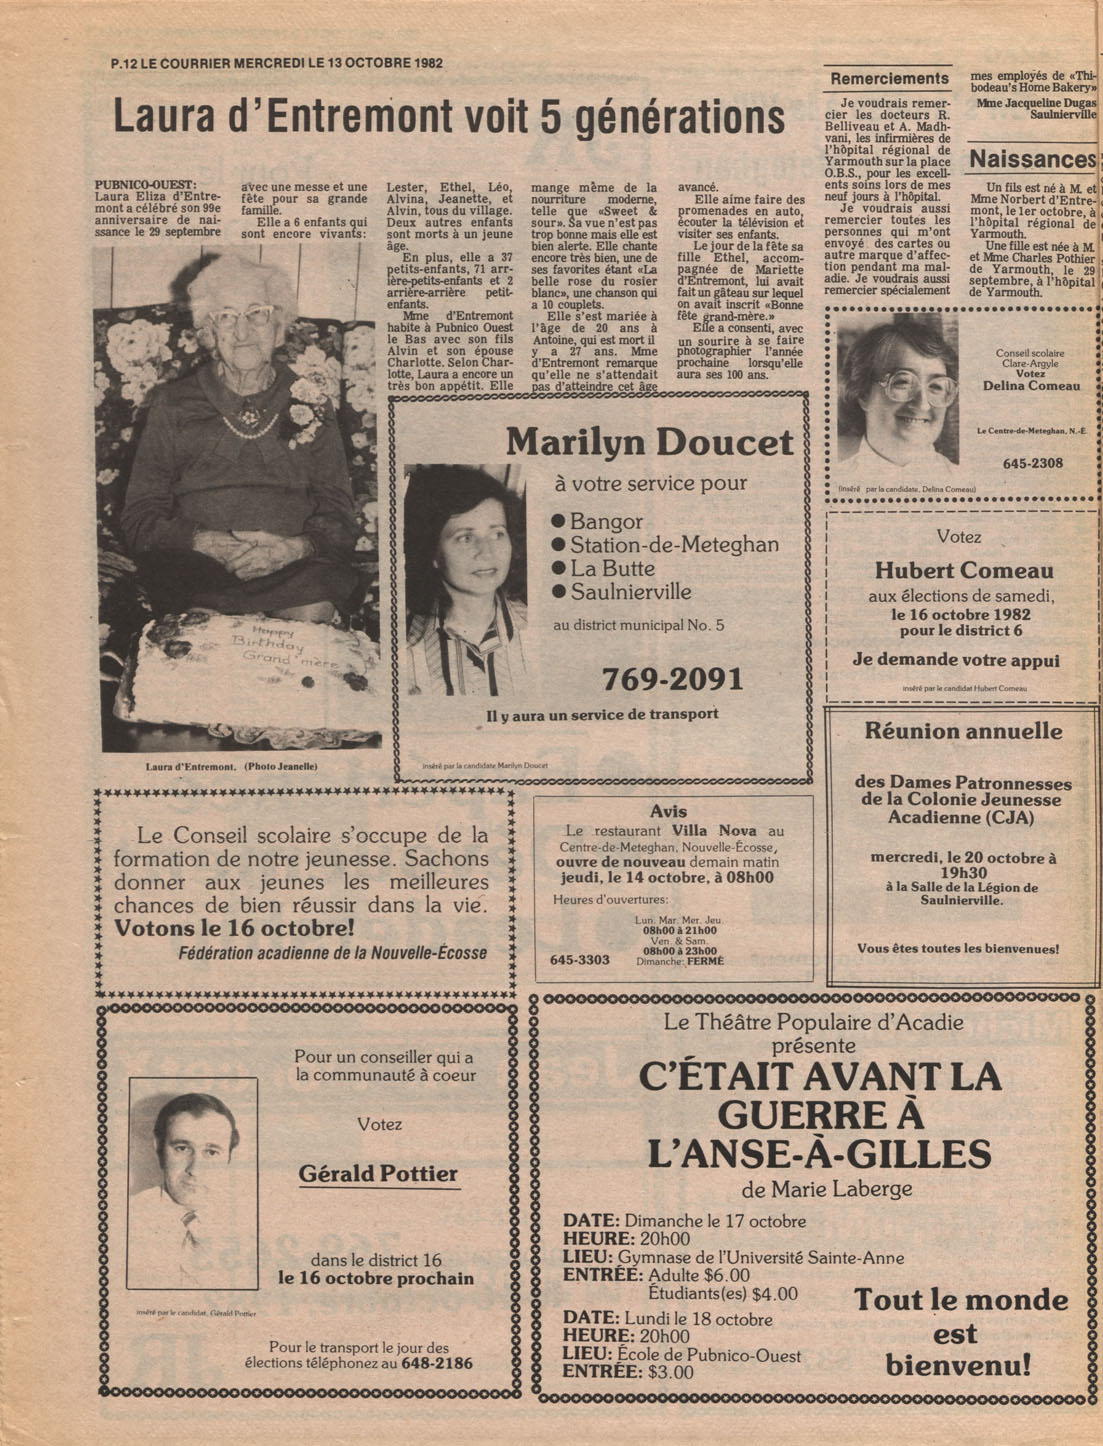 P.12 LE COURRIER MERCREDI LE 13 OCTOBRE 1982
Laura d'Entremont voit 5 générations
PUBNICO-OUEST:
Laura Eliza d'Entre-
mont a célébré son 99e
anniversaire de nais-
sance le 29 septembre
avec une messe et une
fête pour sa grande
famille.
Elle a 6 enfants qui
sont encore vivants:
Lester, Ethel, Léo,
Alvina, Jeanette, et
Alvin, tous du village.
Deux autres enfants
sont morts à un jeune
âge.
En plus, elle a 37
petits-enfants, 71 arr-
ière-petits-enfants et 2
arrière-arrière petit-
enfants.
Mme d'Entremont
habite à Pubnico Ouest
le Bas avec son fils
Alvin et son épouse
Charlotte. Selon Char-
lotte, Laura a encore un
très bon appétit. Elle
mange même de la
nourriture moderne,
telle que «Sweet &
sour». Sa vue n'est pas
trop bonne mais elle est
bien alerte. Elle chante
encore très bien, une de
ses favorites étant «La
belle rose du rosier
blanc», une chanson qui
a 10 couplets.
Elle s'est mariée à
l'âge de 20 ans à
Antoine, qui est mort il
y a 27 ans. Mme
d'Entremont remarque
qu'elle ne s'attendait
pas d'atteindre cet âge
avancé.
Elle aime faire des
promenades en auto,
écouter la télévision et
visiter ses enfants.
Le jour de la fête sa
fille Ethel, accom-
pagnée de Mariette
d'Entremont, lui avait
fait un gâteau sur lequel
on avait inscrit «Bonne
fête grand-mère.»
Elle a consenti, avec
un sourire à se faire
photographier l'année
prochaine lorsqu'elle
aura ses 100 ans.
Happy
Birthday
Grand'mère
Laura d'Entremont. (Photo Jeanelle)
Remerciements
Je voudrais remer-
cier les docteurs R.
Belliveau et A. Madh-
vani, les infirmières de
l'hôpital régional de
Yarmouth sur la place
O.B.S., pour les excell-
ents soins lors de mes
neuf jours à l'hôpital.
Je voudrais aussi
remercier toutes les
personnes qui m'ont
envoyé des cartes ou
autre marque d'affec-
tion pendant ma mal-
adie. Je voudrais aussi
remercier spécialement
mes employés de «Thi-
bodeau's Home Bakery»
Mme Jacqueline Dugas
Saulnierville
Naissances
Un fils est né à M. et
Mme Norbert d'Entre-
mont, le 1er octobre, à
l'hôpital régional de
Yarmouth.
Une fille est née à M.
et Mme Charles Pothier
de Yarmouth, le 29
septembre, à l'hôpital
de Yarmouth.
Marilyn Doucet
à votre service pour
● Bangor
● Station-de-Meteghan
● La Butte
● Saulnierville
au district municipal No. 5
769-2091
Il y aura un service de transport
inséré par la candidate Marilyn Doucet
Conseil scolaire
Clare-Argyle
Votez
Delina Comeau
Le Centre-de-Meteghan, N.-É.
645-2308
(inséré par la candidate, Delina Comeau)
Votez
Hubert Comeau
aux élections de samedi,
le 16 octobre 1982
pour le district 6
Je demande votre appui
inséré par le candidat Hubert Comeau
Réunion annuelle
des Dames Patronnesses
de la Colonie Jeunesse
Acadienne (CJA)
mercredi, le 20 octobre à
19h30
à la Salle de la Légion de
Saulnierville.
Vous êtes toutes les bienvenues!
Le Conseil scolaire s'occupe de la
formation de notre jeunesse. Sachons
donner aux jeunes les meilleures
chances de bien réussir dans la vie.
Votons le 16 octobre!
Fédération acadienne de la Nouvelle-Écosse
Avis
Le restaurant Villa Nova au
Centre-de-Meteghan, Nouvelle-Écosse,
ouvre de nouveau demain matin
jeudi, le 14 octobre, à 08h00
Heures d'ouvertures:
Lun. Mar. Mer. Jeu.
08h00 à 21h00
Ven. & Sam.
08h00 à 23h00
645-3303 Dimanche: FERMÉ
Pour un conseiller qui a
la communauté à coeur
Votez
Gérald Pottier
dans le district 16
le 16 octobre prochain
inséré par le candidat, Gérald Pottier
Pour le transport le jour des
élections téléphonez au 648-2186
Le Théâtre Populaire d'Acadie
présente
C'ÉTAIT AVANT LA
GUERRE À
L'ANSE-À-GILLES
de Marie Laberge
DATE: Dimanche le 17 octobre
HEURE: 20h00
LIEU: Gymnase de l'Université Sainte-Anne
ENTRÉE: Adulte $6.00
Étudiants(es) $4.00
DATE: Lundi le 18 octobre
HEURE: 20h00
LIEU: École de Pubnico-Ouest
ENTRÉE: $3.00
Tout le monde
est
bienvenu!